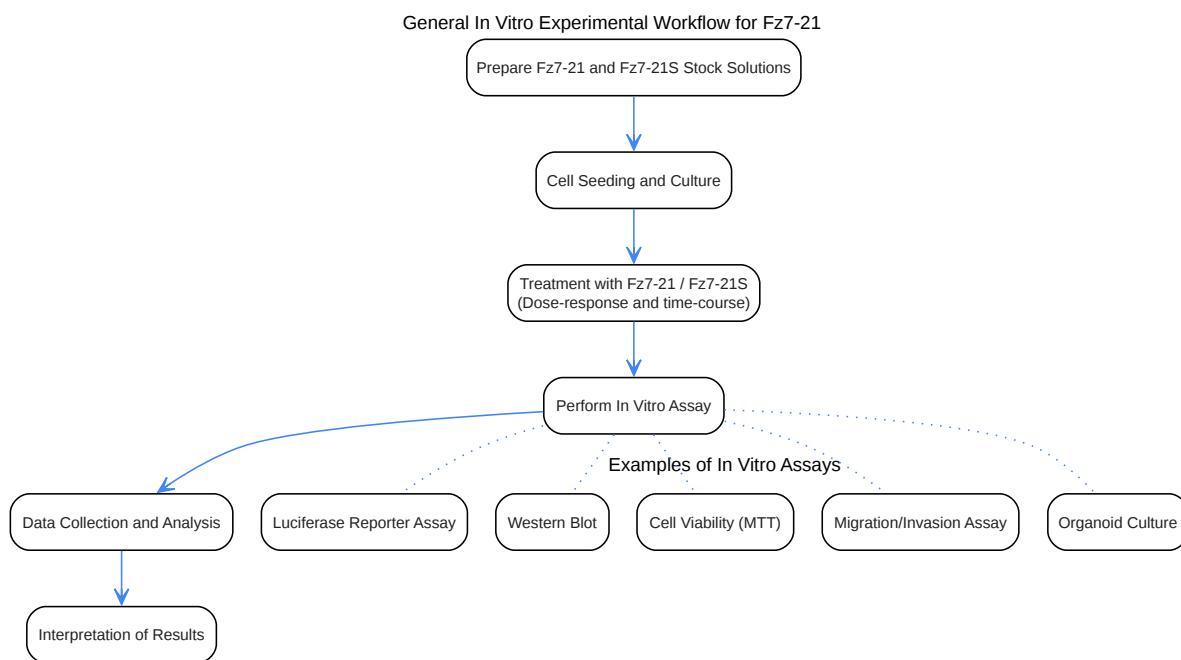 General In Vitro Experimental Workflow for Fz7-21
Prepare Fz7-21 and Fz7-21S Stock Solutions
Cell Seeding and Culture
Treatment with Fz7-21 / Fz7-21S
(Dose-response and time-course)
Perform In Vitro Assay
Examples of In Vitro Assays
Data Collection and Analysis
Luciferase Reporter Assay
Western Blot
Cell Viability (MTT)
Migration/Invasion Assay
Organoid Culture
Interpretation of Results